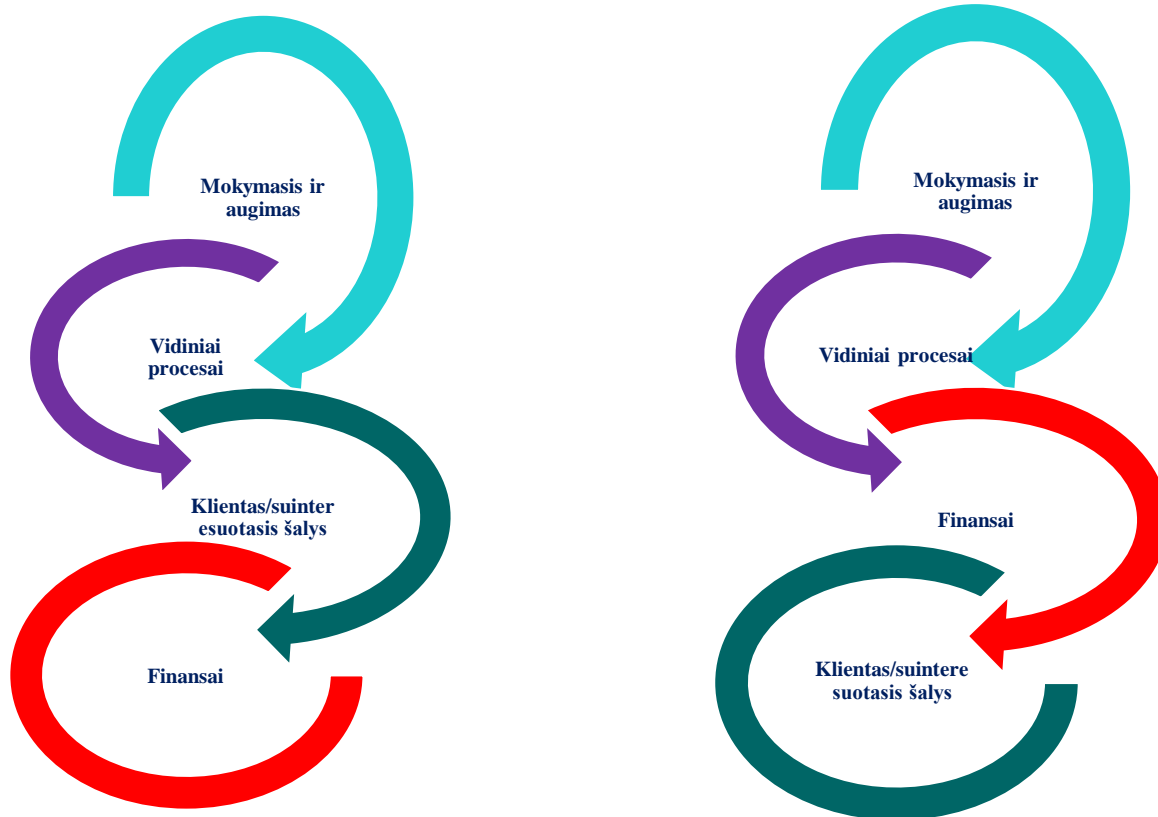 Mokymasis ir
augimas
Vidiniai
procesai
Klientas/suinter
esuotasis šalys
Finansai
Mokymasis ir
augimas
Vidiniai procesai
Finansai
Klientas/suintere
suotasis šalys